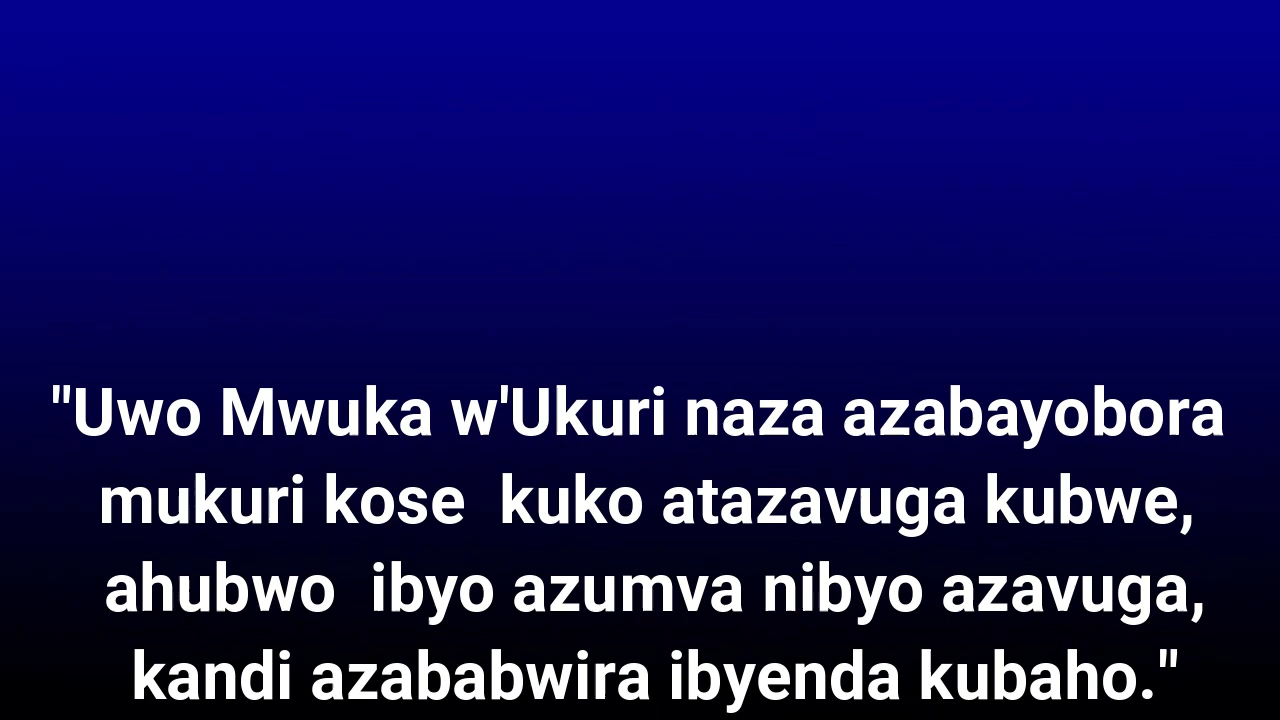 "Uwo Mwuka w'Ukuri naza azabayobora
mukuri kose  kuko atazavuga kubwe,
ahubwo  ibyo azumva nibyo azavuga,
kandi azababwira ibyenda kubaho."